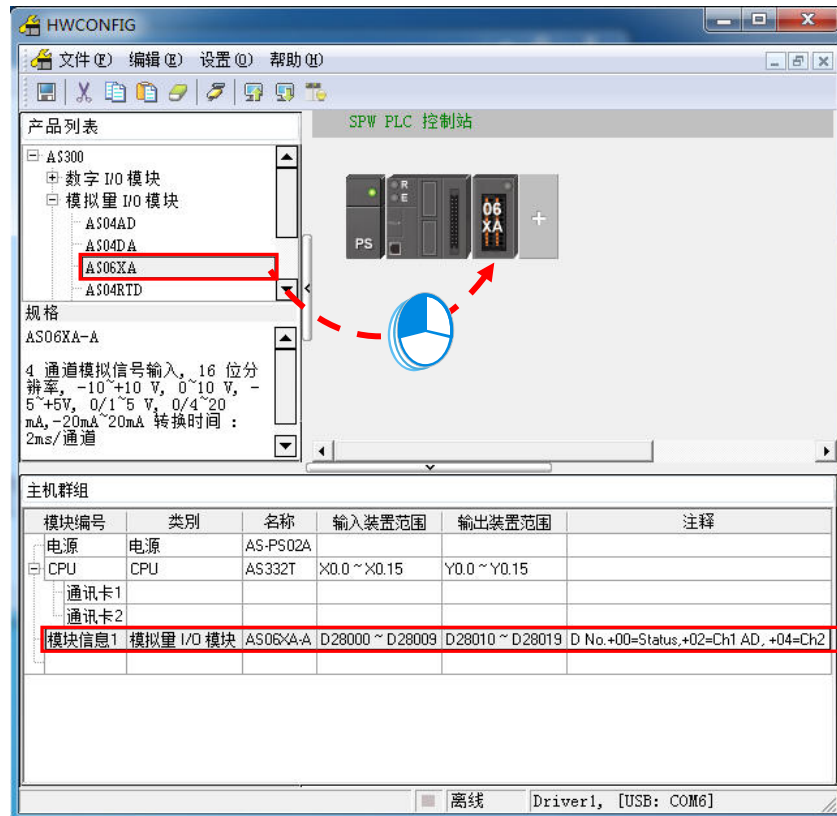 HWCONFIG
文件(F) 编辑(E) 设置(O) 帮助(H)
产品列表
AS300
数字 I/O 模块
模拟量 I/O 模块
AS04AD
AS04DA
AS06XA
AS04RTD
规格
AS06XA-A
4 通道模拟信号输入, 16 位分
辨率, -10~+10 V, 0~10 V, -
5~+5V, 0/1~5 V, 0/4~20
mA,-20mA~20mA 转换时间 :
2ms/通道
SPW PLC 控制站
R
E
PS
06
XA
+
主机群组
模块编号 类别 名称 输入装置范围 输出装置范围 注释
电源 电源 AS-PS02A
CPU CPU AS332T X0.0 ~ X0.15 Y0.0 ~ Y0.15
通讯卡1
通讯卡2
模块信息1 模拟量 I/O 模块 AS06XA-A D28000 ~ D28009 D28010 ~ D28019 D No.+00=Status,+02=Ch1 AD, +04=Ch2
离线 Driver1, [USB: COM6]